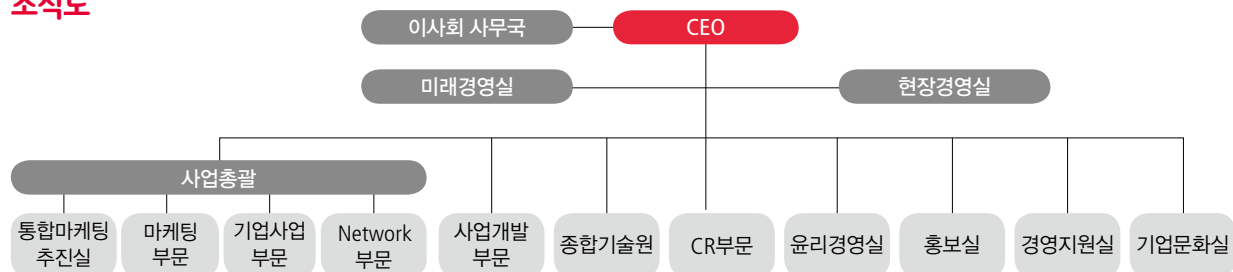 조직도
이사회 사무국
CEO
미래경영실
현장경영실
사업총괄
통합마케팅
추진실
마케팅
부문
기업사업
부문
Network
부문
사업개발
부문
종합기술원
CR부문
윤리경영실
홍보실
경영지원실
기업문화실